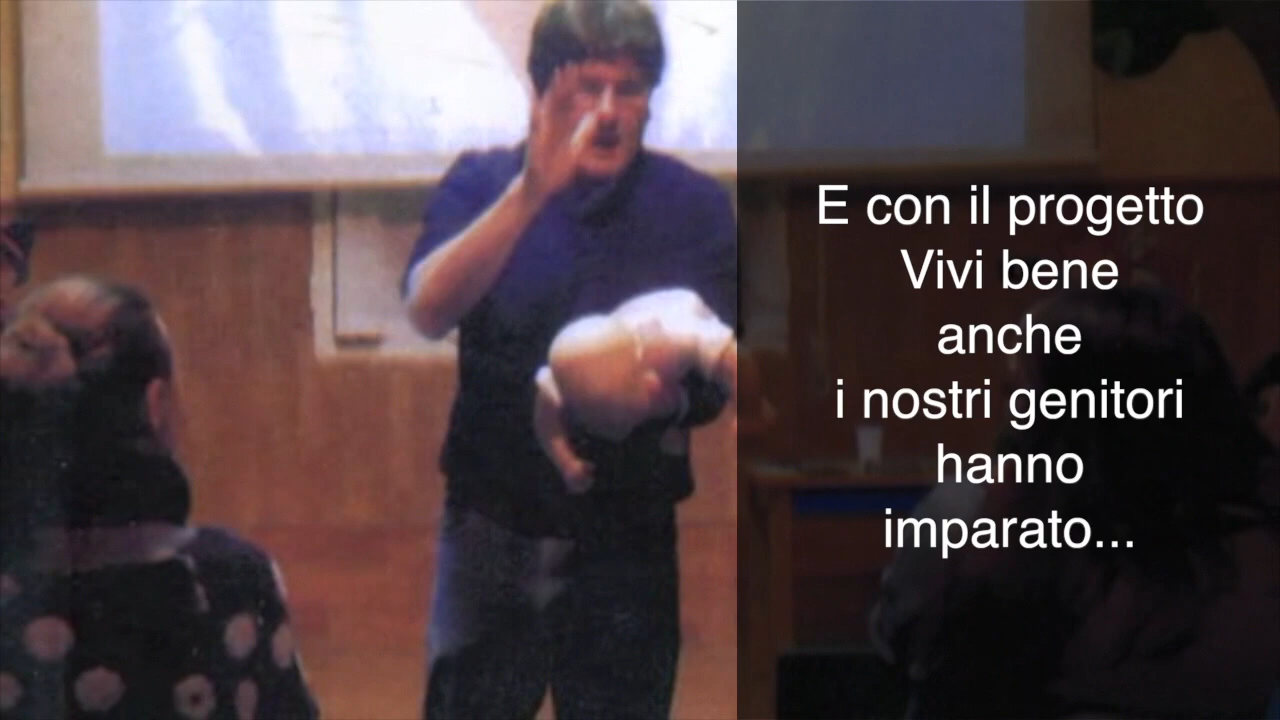 E con il progetto
Vivi bene
anche
i nostri genitori
hanno
imparato...